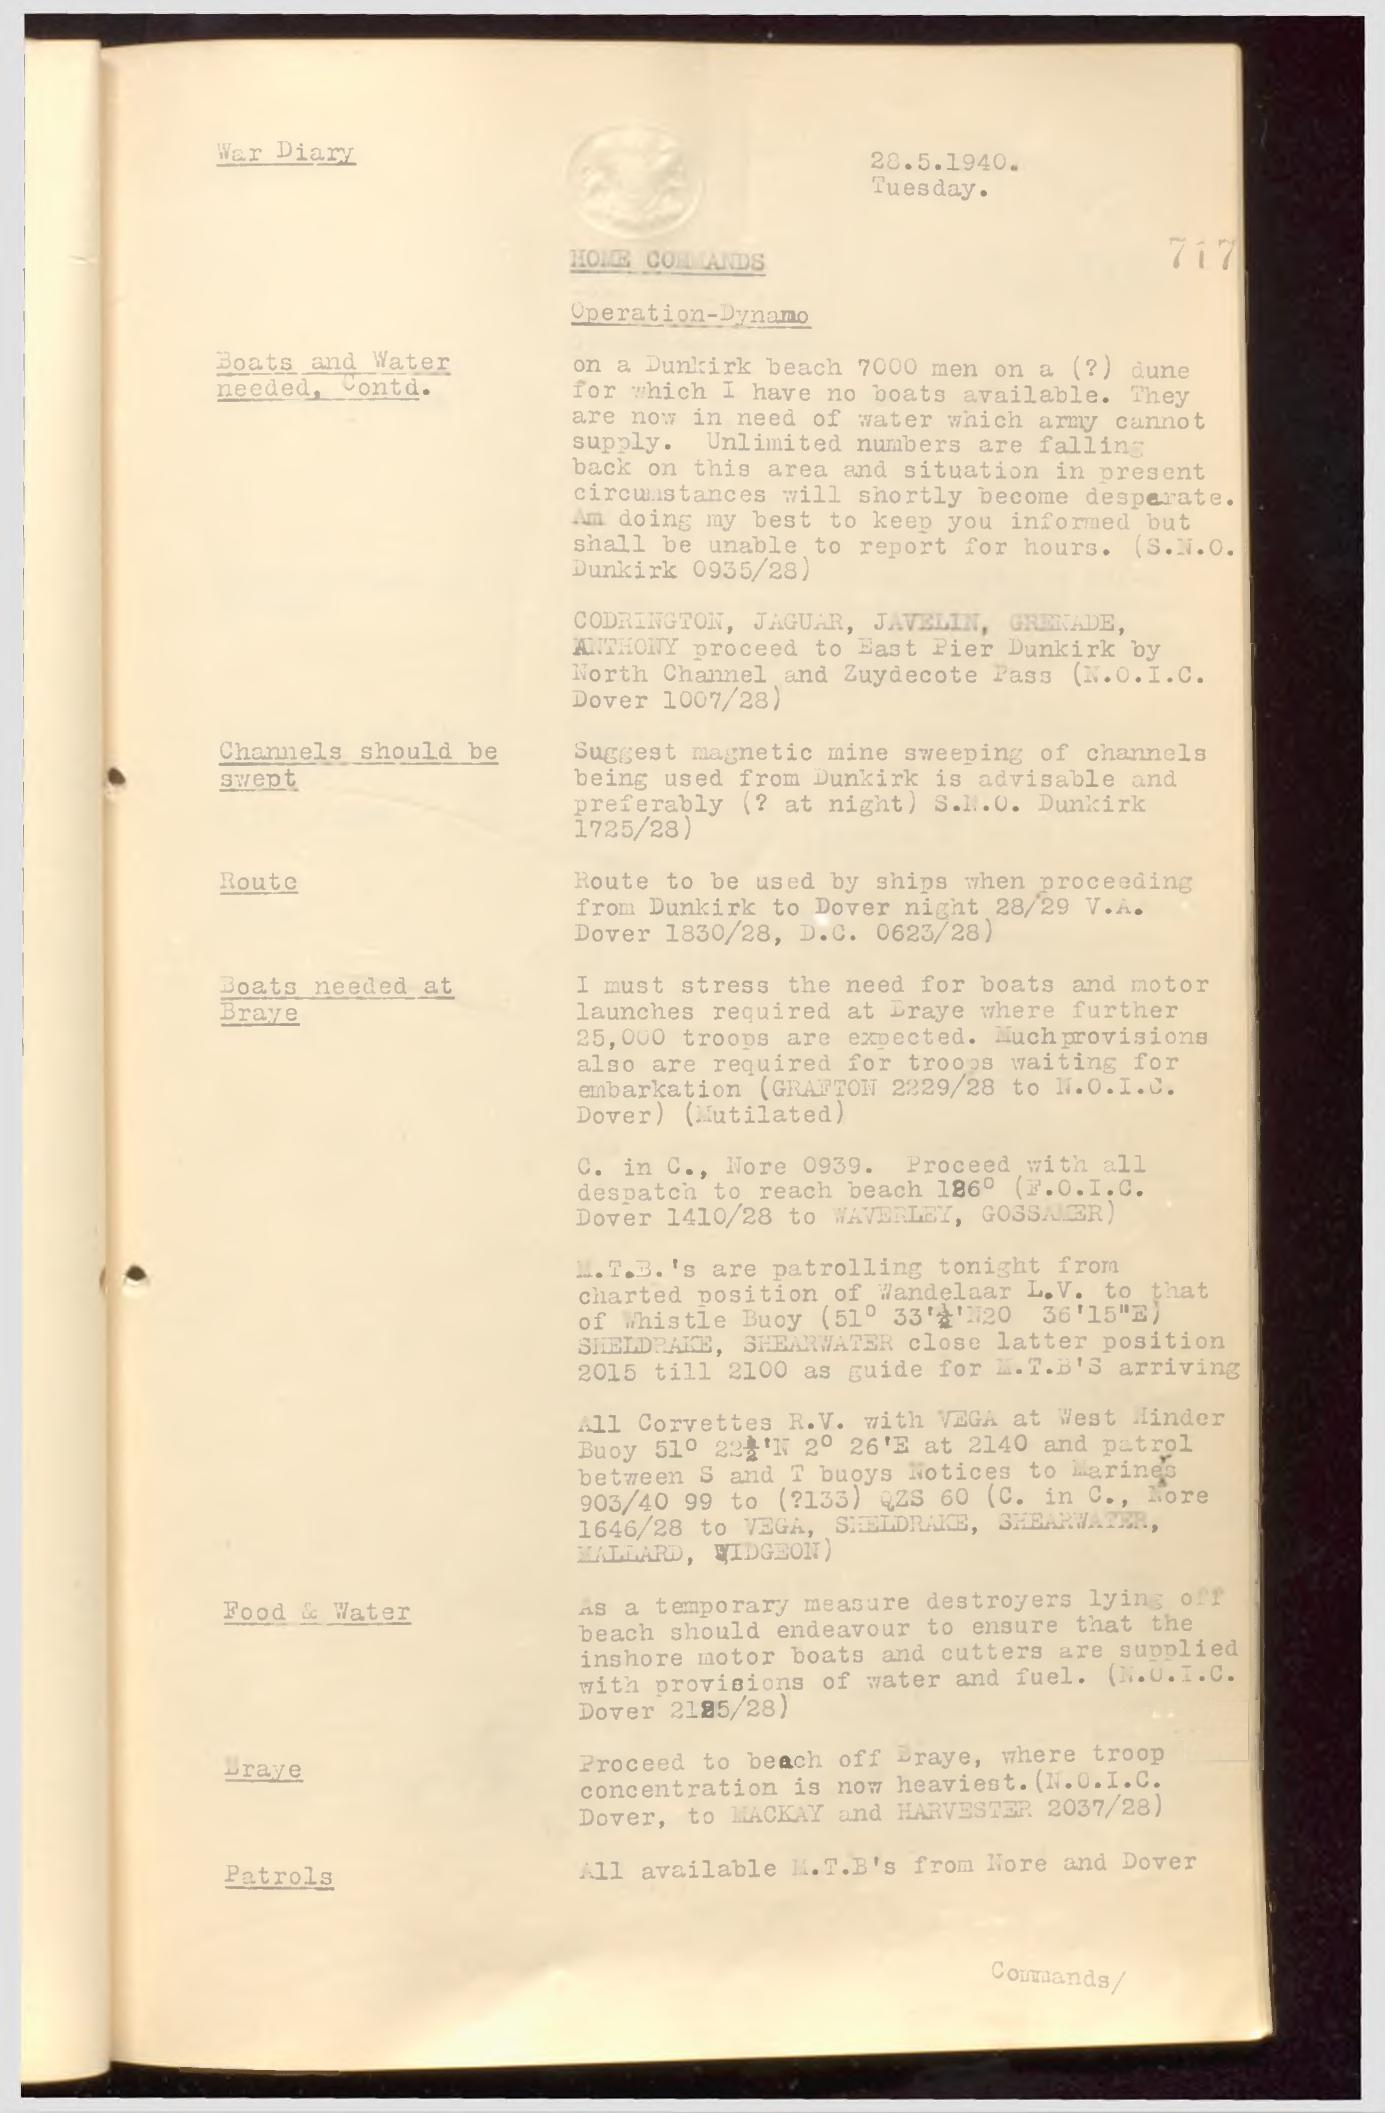 War Diary
28.5.1940.
Tuesday.
717
HOME COMMANDS
Operation-Dynamo
Boats and Water
needed, Contd.
on a Dunkirk beach 7000 men on a (?) dune
for which I have no boats available. They
are now in need of water which army cannot
supply. Unlimited numbers are falling
back on this area and situation in present
circumstances will shortly become desperate.
Am doing my best to keep you informed but
shall be unable to report for hours. (S.N.O.
Dunkirk 0935/28)
CODRINGTON, JAGUAR, JAVELIN, GRENADE,
ANTHONY proceed to East Pier Dunkirk by
North Channel and Zuydecote Pass (N.O.I.C.
Dover 1007/28)
Channels should be
swept
Suggest magnetic mine sweeping of channels
being used from Dunkirk is advisable and
preferably (? at night) S.N.O. Dunkirk
1725/28)
Route
Route to be used by ships when proceeding
from Dunkirk to Dover night 28/29 V.A.
Dover 1830/28, D.C. 0623/28)
Boats needed at
Braye
I must stress the need for boats and motor
launches required at Braye where further
25,000 troops are expected. Muchprovisions
also are required for troops waiting for
embarkation (GRAFTON 2229/28 to N.O.I.C.
Dover) (Mutilated)
C. in C., Nore 0939. Proceed with all
despatch to reach beach 186° (F.O.I.C.
Dover 1410/28 to WAVERLEY, GOSSAMER)
M.T.B.'s are patrolling tonight from
charted position of Wandelaar L.V. to that
of Whistle Buoy (51° 33'½'N20 36'15"E)
SHELDRAKE, SHEARWATER close latter position
2015 till 2100 as guide for M.T.B'S arriving
All Corvettes R.V. with VEGA at West Hinder
Buoy 51° 22½'N 2° 26'E at 2140 and patrol
between S and T buoys Notices to Mariners
903/40 99 to (?133) QZS 60 (C. in C., Nore
1646/28 to VEGA, SHELDRAKE, SHEARWATER,
MALLARD, WIDGEON)
Food & Water
As a temporary measure destroyers lying off
beach should endeavour to ensure that the
inshore motor boats and cutters are supplied
with provisions of water and fuel. (N.O.I.C.
Dover
Braye
Proceed to beach off Braye, where troop
concentration is now heaviest.(N.O.I.C.
Dover, to MACKAY and HARVESTER 2037/28)
Patrols
All available M.T.B's from Nore and Dover
Commands/